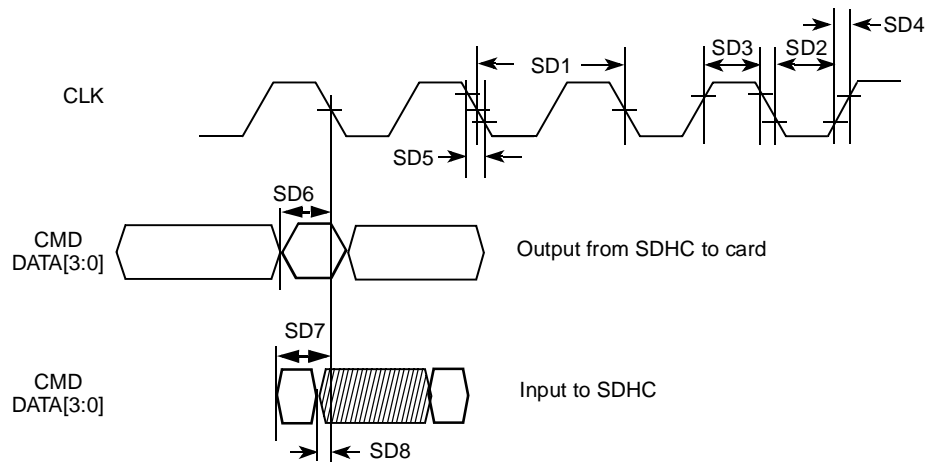 SD4
SD3
SD2
SD1
CLK
SD5
SD6
CMD
DATA[3:0]
Output from SDHC to card
SD7
CMD
DATA[3:0]
Input to SDHC
SD8